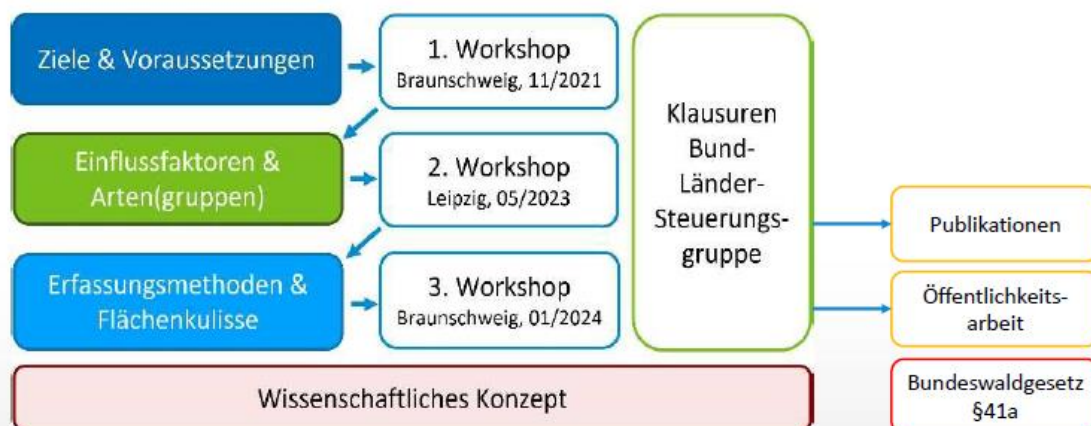 Ziele & Voraussetzungen
1. Workshop
Braunschweig, 11/2021
Einflussfaktoren &
Arten(gruppen)
2. Workshop
Leipzig, 05/2023
Erfassungsmethoden &
Flächenkulisse
3. Workshop
Braunschweig, 01/2024
Klausuren
Bund-
Länder-
Steuerungs-
gruppe
Publikationen
Öffentlichkeits-
arbeit
Wissenschaftliches Konzept
Bundeswaldgesetz
§41a